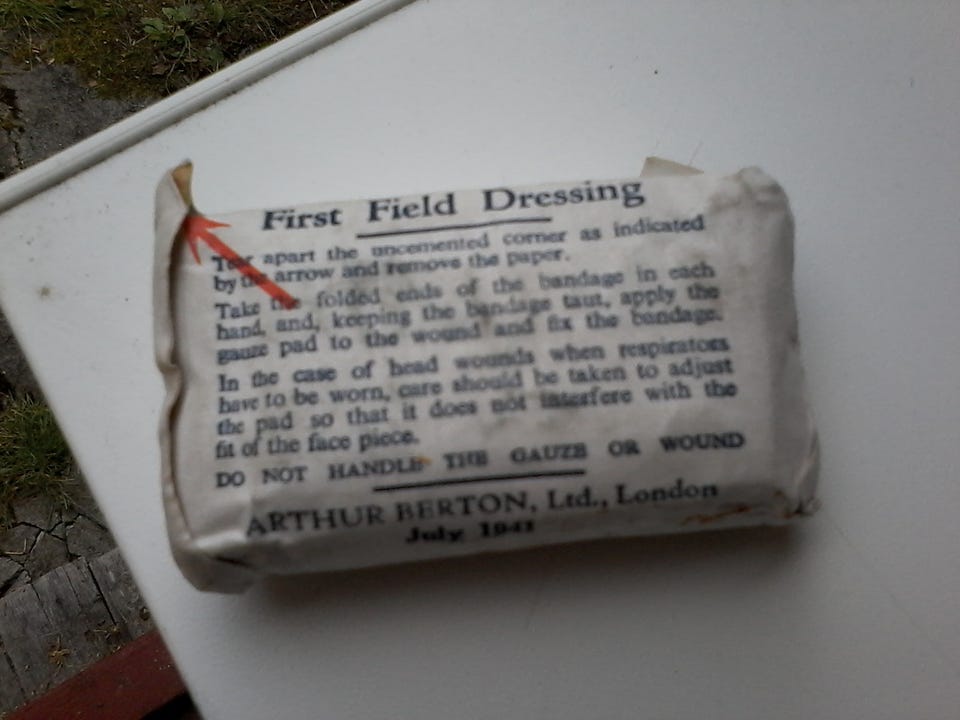 First Field Dressing
Tear apart the uncemented corner as indicated
by the arrow and remove the paper.
Take the folded ends of the bandage in each
hand, and, keeping the bandage taut, apply the
gauze pad to the wound and fix the bandage.
In the case of head wounds when respirators
have to be worn, care should be taken to adjust
the pad so that it does not interfere with the
fit of the face piece.
DO NOT HANDLE THE GAUZE OR WOUND
ARTHUR BERTON, Ltd., London
July 1941